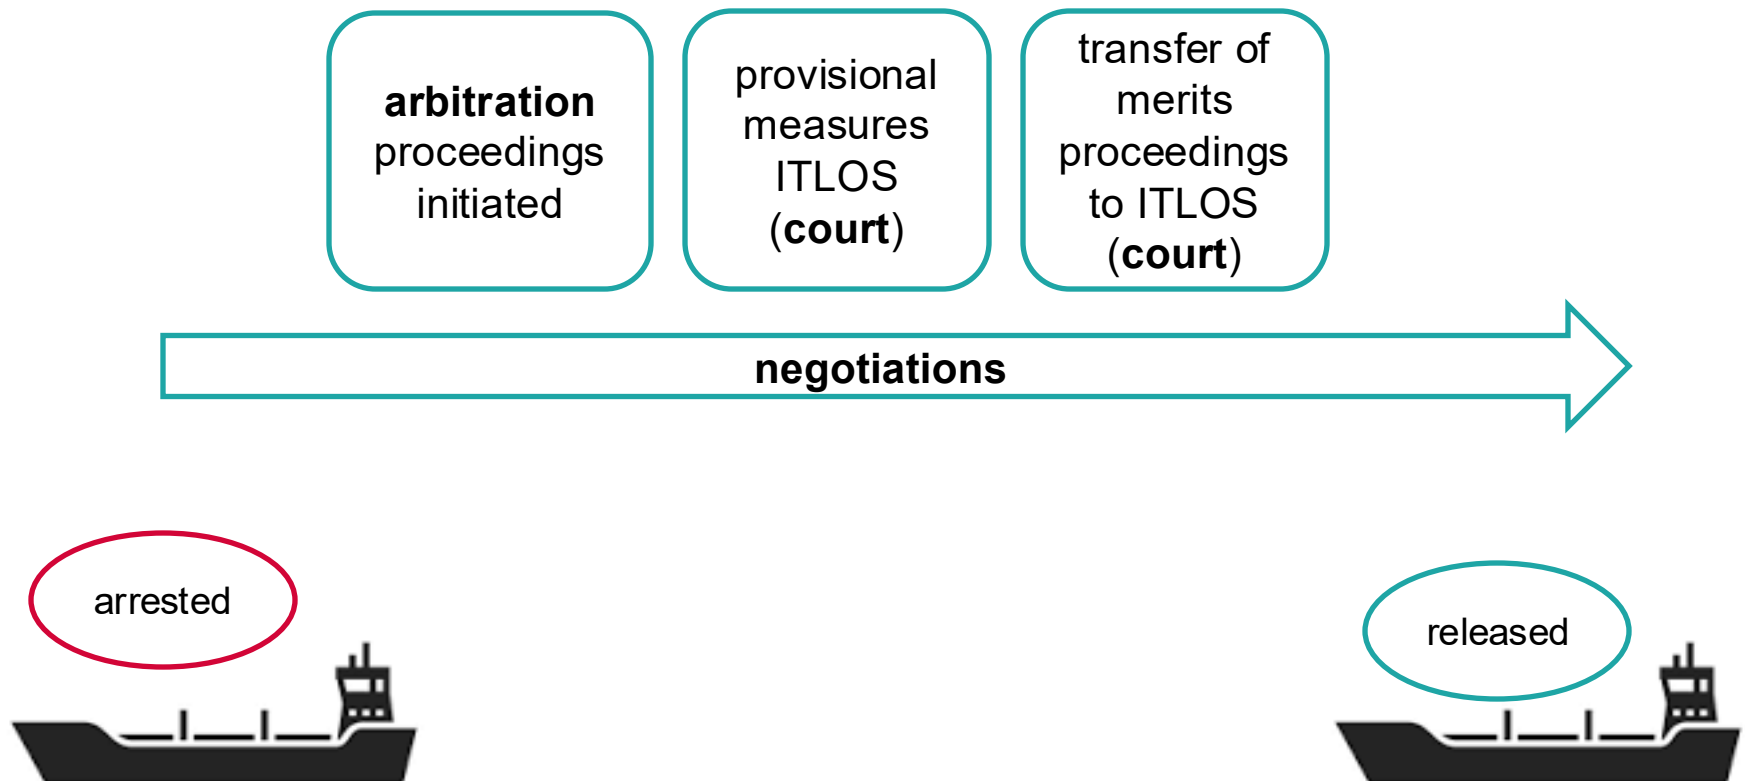 arbitration
proceedings
initiated
provisional
measures
ITLOS
(court)
transfer of
merits
proceedings
to ITLOS
(court)
negotiations
arrested
released